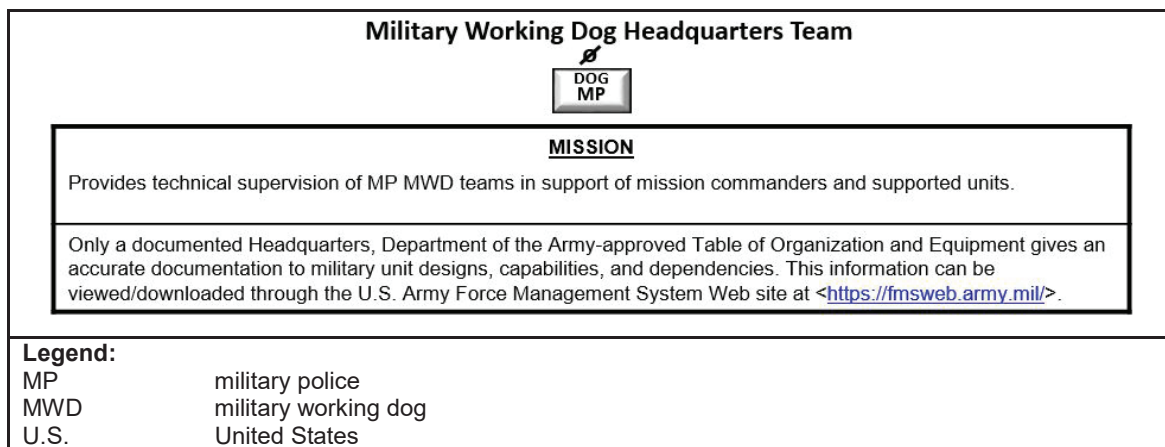 Military Working Dog Headquarters Team
Ø
DOG
MP
MISSION
Provides technical supervision of MP MWD teams in support of mission commanders and supported units.
Only a documented Headquarters, Department of the Army-approved Table of Organization and Equipment gives an
accurate documentation to military unit designs, capabilities, and dependencies. This information can be
viewed/downloaded through the U.S. Army Force Management System Web site at <https://fmsweb.army.mil/>.
Legend:
MP military police
MWD military working dog
U.S. United States